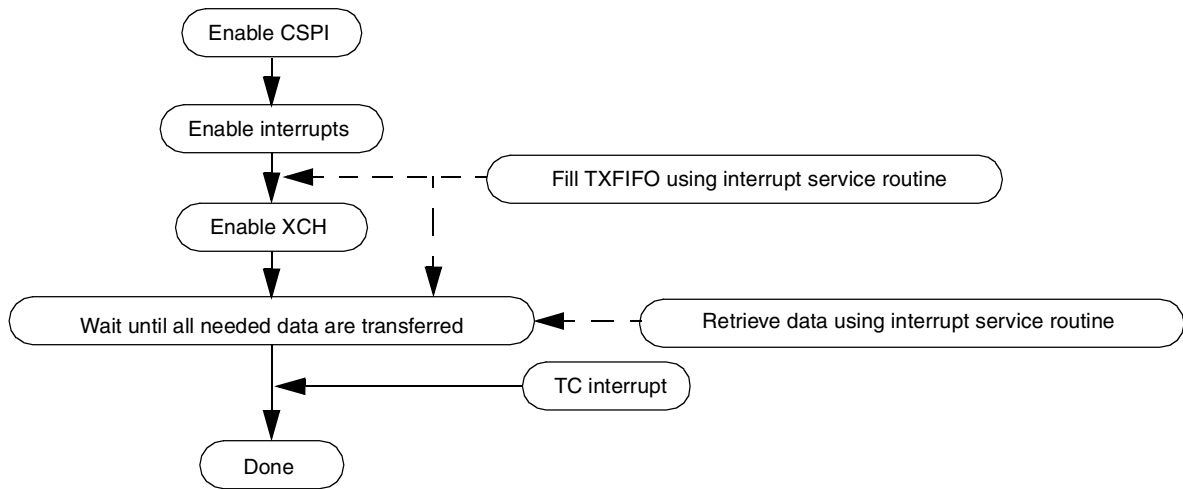 Enable CSPI
Enable interrupts
Fill TXFIFO using interrupt service routine
Enable XCH
Wait until all needed data are transferred
Retrieve data using interrupt service routine
TC interrupt
Done